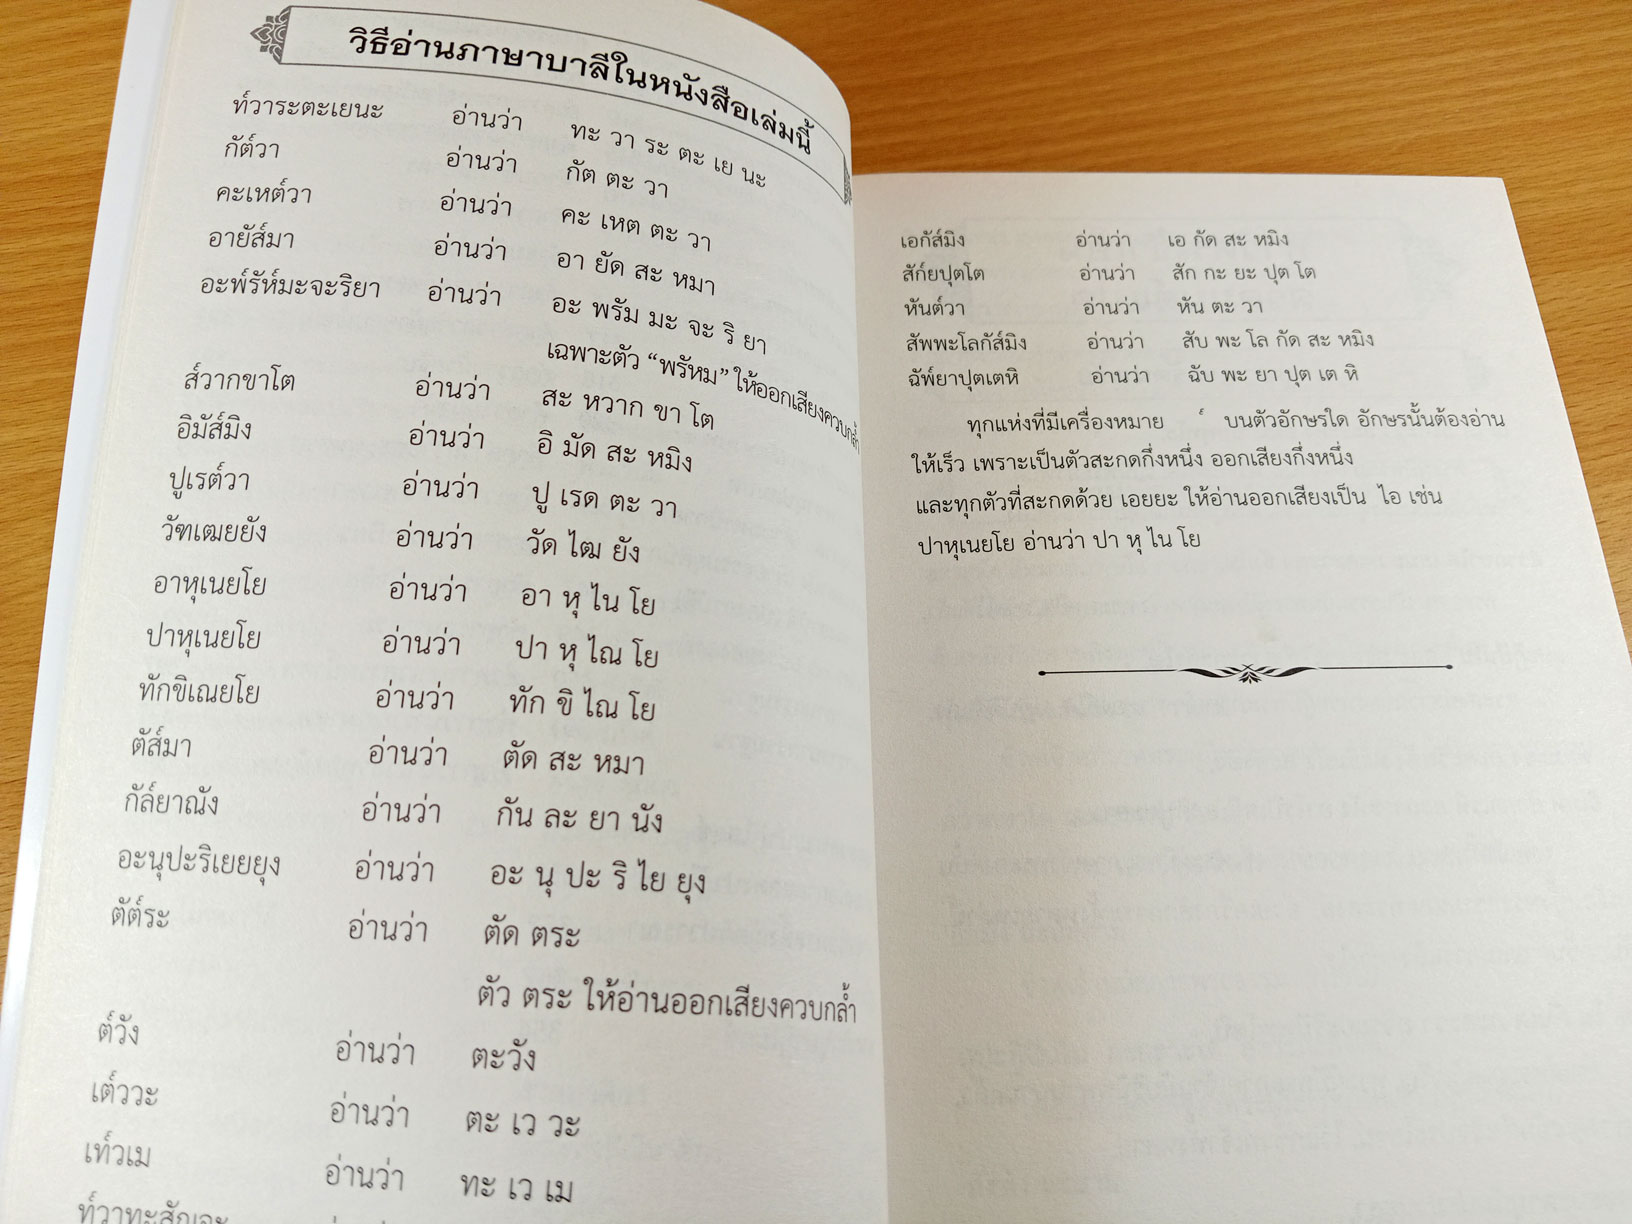 วิธีอ่านภาษาบาลีในหนังสือเล่มนี้
ท์วาระตะเยนะ อ่านว่า ทะ วา ระ ตะ เย นะ
กัต์วา อ่านว่า กัต ตะ วา
คะเหต์วา อ่านว่า คะ เหต ตะ วา
อายัส์มา อ่านว่า อา ยัด สะ หมา
อะพ์รัห์มะจะริยา อ่านว่า อะ พรัม มะ จะ ริ ยา
เฉพาะตัว “พรัหม” ให้ออกเสียงควบกล้ำ
ส์วากขาโต อ่านว่า สะ หวาก ขา โต
อิมัส์มิง อ่านว่า อิ มัด สะ หมิง
ปูเรต์วา อ่านว่า ปู เรด ตะ วา
วัฑเฒยยัง อ่านว่า วัด ไฒ ยัง
อาหุเนยโย อ่านว่า อา หุ ไน โย
ปาหุเนยโย อ่านว่า ปา หุ ไณ โย
ทักขิเณยโย อ่านว่า ทัก ขิ ไณ โย
ตัส์มา อ่านว่า ตัด สะ หมา
กัล์ยาณัง อ่านว่า กัน ละ ยา นัง
อะนุปะริเยยยุง อ่านว่า อะ นุ ปะ ริ ไย ยุง
ตัต์ระ อ่านว่า ตัด ตระ
ตัว ตระ ให้อ่านออกเสียงควบกล้ำ
ต์วัง อ่านว่า ตะวัง
เต์ววะ อ่านว่า ตะ เว วะ
เท์วเม อ่านว่า ทะ เว เม
เอกัส์มิง อ่านว่า เอ กัด สะ หมิง
สัก์ยปุตโต อ่านว่า สัก กะ ยะ ปุต โต
หันต์วา อ่านว่า หัน ตะ วา
สัพพะโลกัส์มิง อ่านว่า สับ พะ โล กัด สะ หมิง
ฉัพ์ยาปุตเตหิ อ่านว่า ฉับ พะ ยา ปุต เต หิ
ทุกแห่งที่มีเครื่องหมาย ์ บนตัวอักษรใด อักษรนั้นต้องอ่าน
ให้เร็ว เพราะเป็นตัวสะกดกึ่งหนึ่ง ออกเสียงกึ่งหนึ่ง
และทุกตัวที่สะกดด้วย เอยยะ ให้อ่านออกเสียงเป็น ไอ เช่น
ปาหุเนยโย อ่านว่า ปา หุ ไน โย